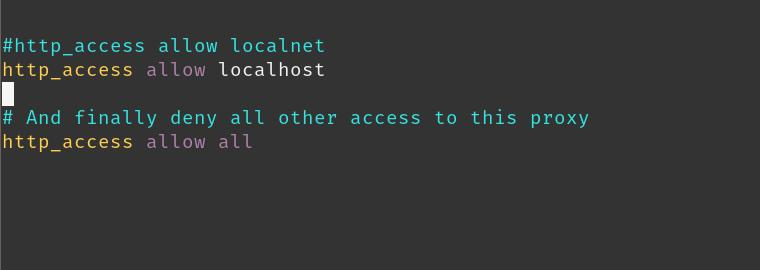 #http_access allow localnet
http_access allow localhost
# And finally deny all other access to this proxy
http_access allow all